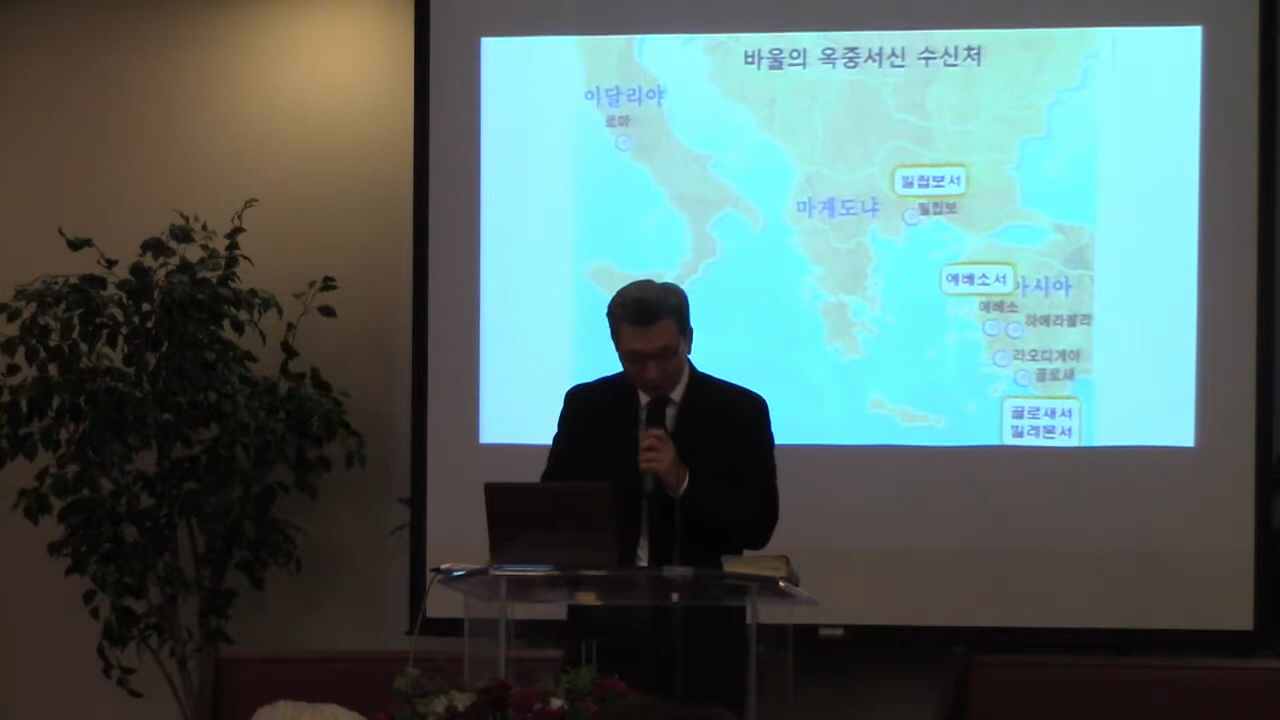 바울의 옥중서신 수신처
이달리야
로마
빌립보서
마게도냐
빌립보
에베소서
아시아
에베소
히에라볼리
라오디게아
골로새
골로새서
빌레몬서